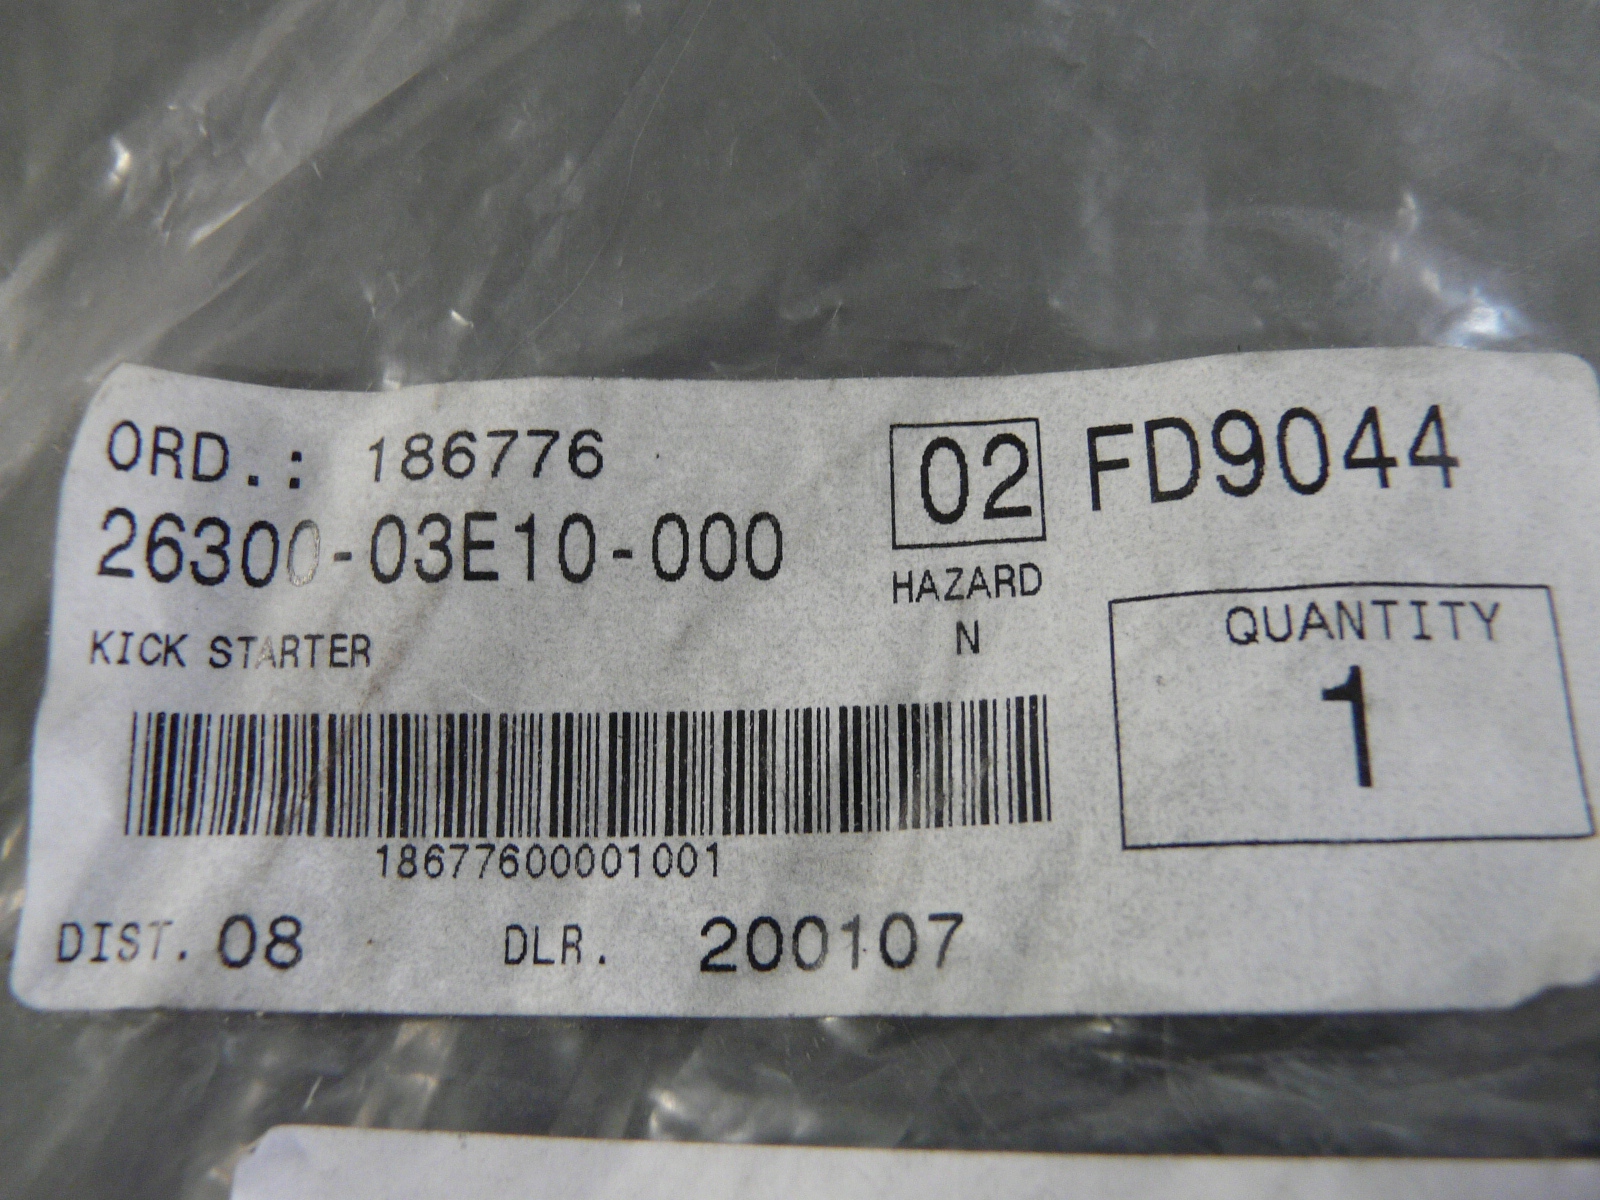 ORD.: 186776
02 FD9044
26300-03E10-000
HAZARD
N
KICK STARTER
QUANTITY
1
18677600001001
DIST. 08 DLR. 200107